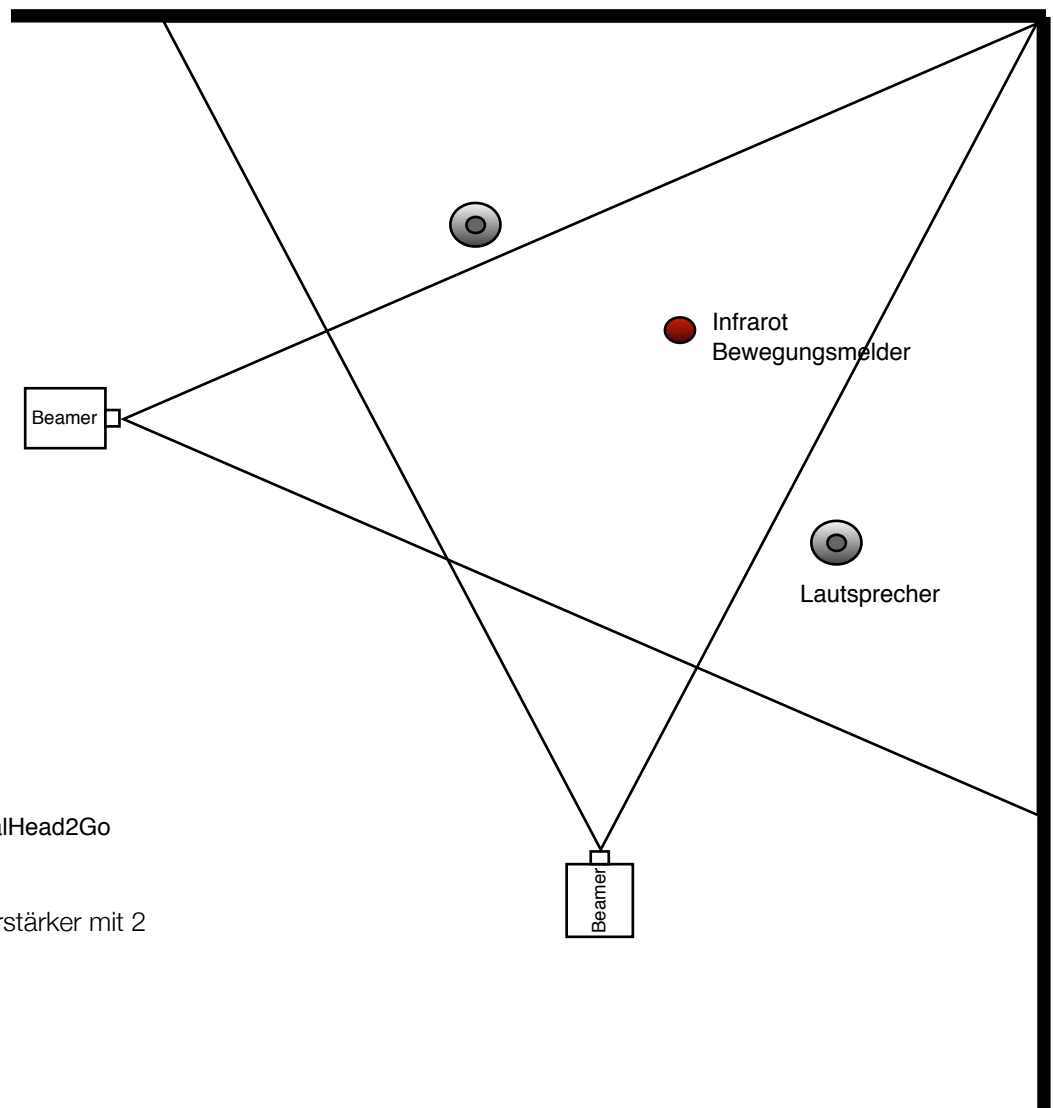 Infrarot
Bewegungsmelder
Beamer
Lautsprecher
alHead2Go
Beamer
rstärker mit 2